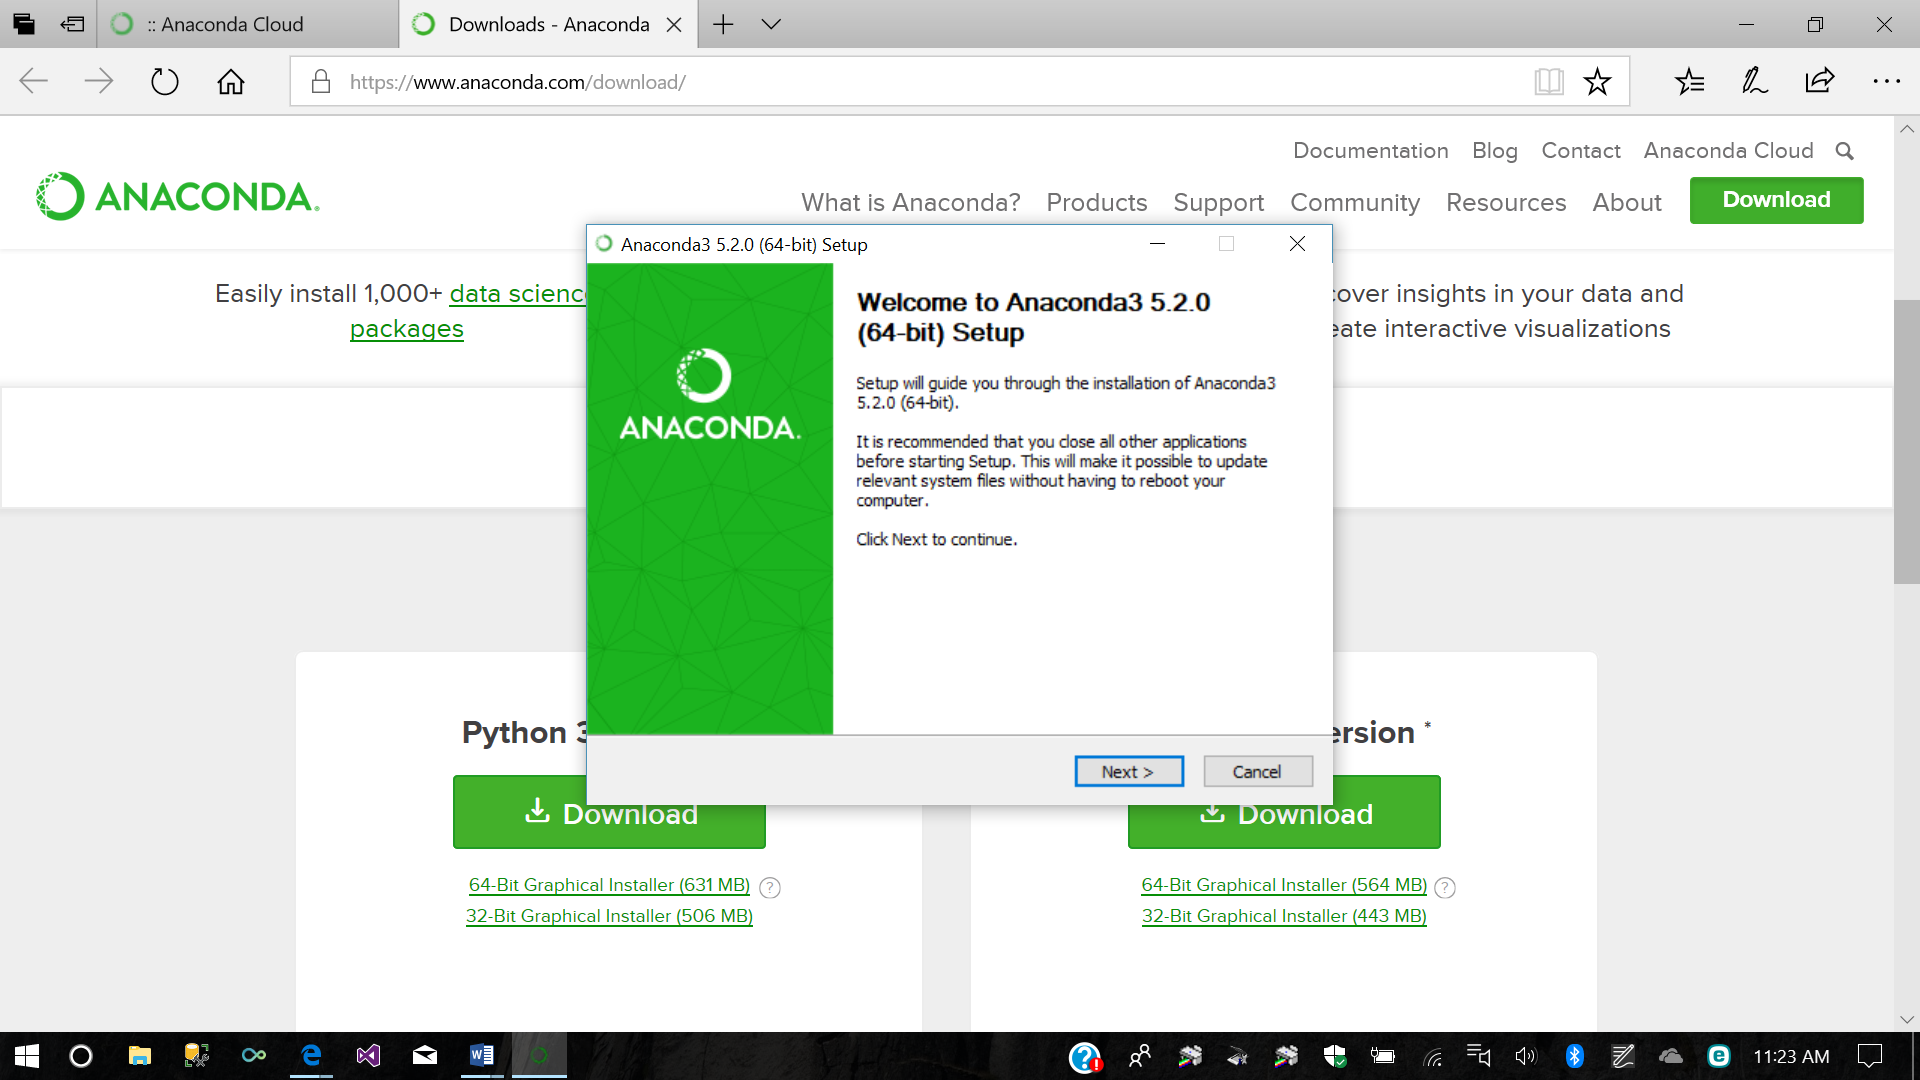 :: Anaconda Cloud
Downloads - Anaconda
https://www.anaconda.com/download/
Documentation Blog Contact Anaconda Cloud
ANACONDA.
What is Anaconda? Products Support Community Resources About Download
Easily install 1,000+ data scienc
packages
cover insights in your data and
eate interactive visualizations
Anaconda3 5.2.0 (64-bit) Setup
ANACONDA.
Welcome to Anaconda3 5.2.0
(64-bit) Setup
Setup will guide you through the installation of Anaconda3
5.2.0 (64-bit).
It is recommended that you close all other applications
before starting Setup. This will make it possible to update
relevant system files without having to reboot your
computer.
Click Next to continue.
Next >
Cancel
Python 3
Download
64-Bit Graphical Installer (631 MB) ?
32-Bit Graphical Installer (506 MB)
ersion *
Download
64-Bit Graphical Installer (564 MB) ?
32-Bit Graphical Installer (443 MB)
11:23 AM